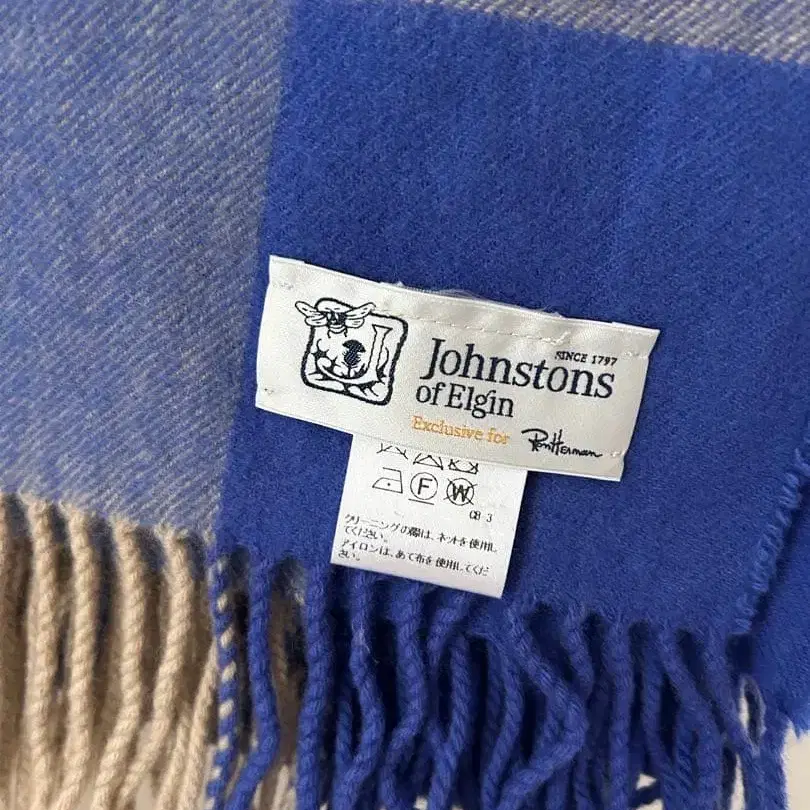 SINCE 1797
Johnstons
of Elgin
Exclusive for RonHerman
F W
CB 3
クリーニングの際は、ネットを使用し
てください。
アイロンは、あて布を使用してくだ
さい。